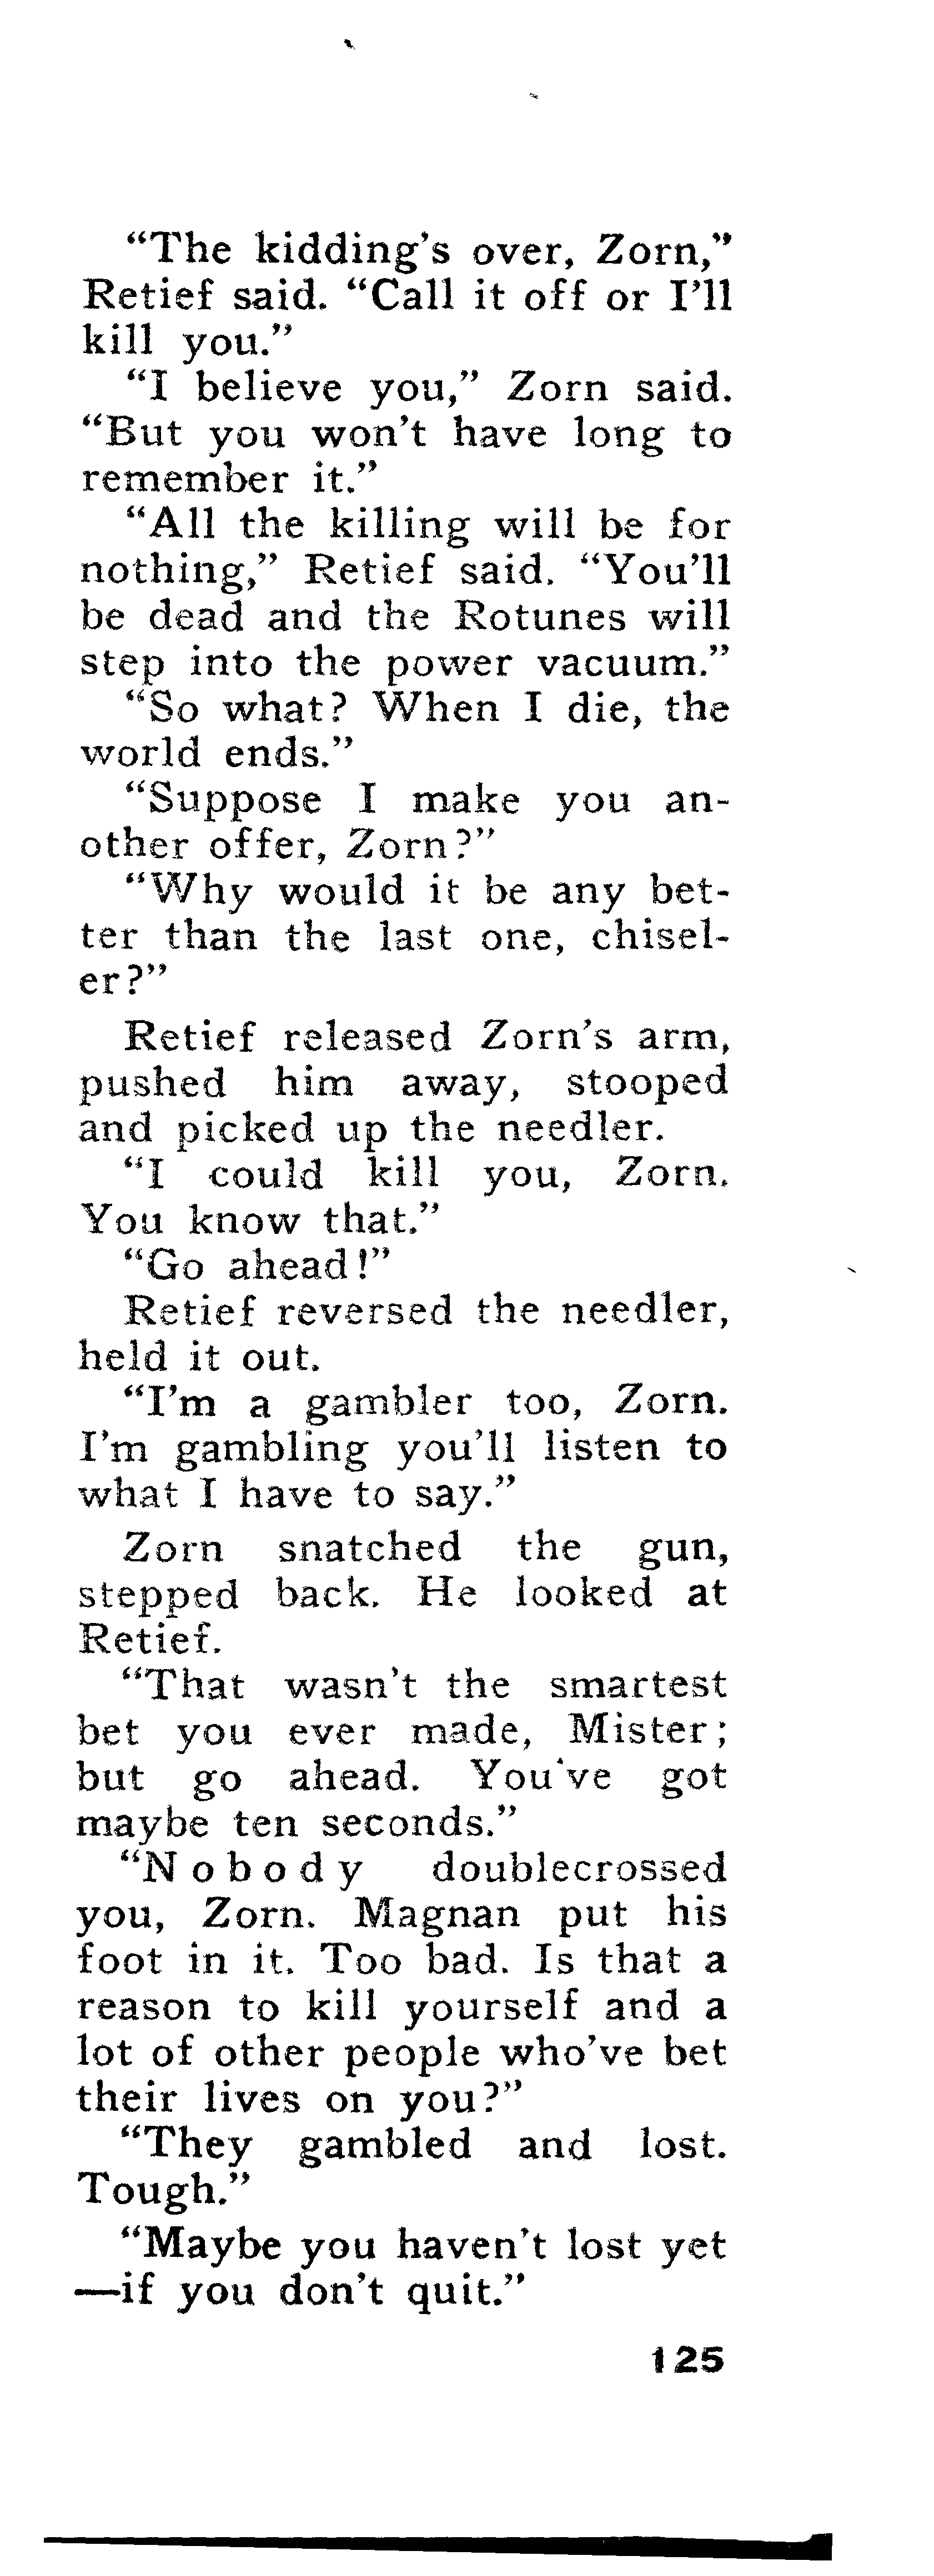 “The kidding’s over, Zorn,”
Retief said. “Call it off or I’ll
kill you.”
“I believe you,” Zorn said.
“But you won’t have long to
remember it.”
“All the killing will be for
nothing,” Retief said. “You’ll
be dead and the Rotunes will
step into the power vacuum.”
“So what? When I die, the
world ends.”
“Suppose I make you an-
other offer, Zorn?”
“Why would it be any bet-
ter than the last one, chisel-
er?”
Retief released Zorn’s arm,
pushed him away, stooped
and picked up the needler.
“I could kill you, Zorn.
You know that.”
“Go ahead!”
Retief reversed the needler,
held it out.
“I’m a gambler too, Zorn.
I’m gambling you’ll listen to
what I have to say.”
Zorn snatched the gun,
stepped back. He looked at
Retief.
“That wasn’t the smartest
bet you ever made, Mister;
but go ahead. You’ve got
maybe ten seconds.”
“Nobody doublecrossed
you, Zorn. Magnan put his
foot in it. Too bad. Is that a
reason to kill yourself and a
lot of other people who’ve bet
their lives on you?”
“They gambled and lost.
Tough.”
“Maybe you haven’t lost yet
—if you don’t quit.”
125